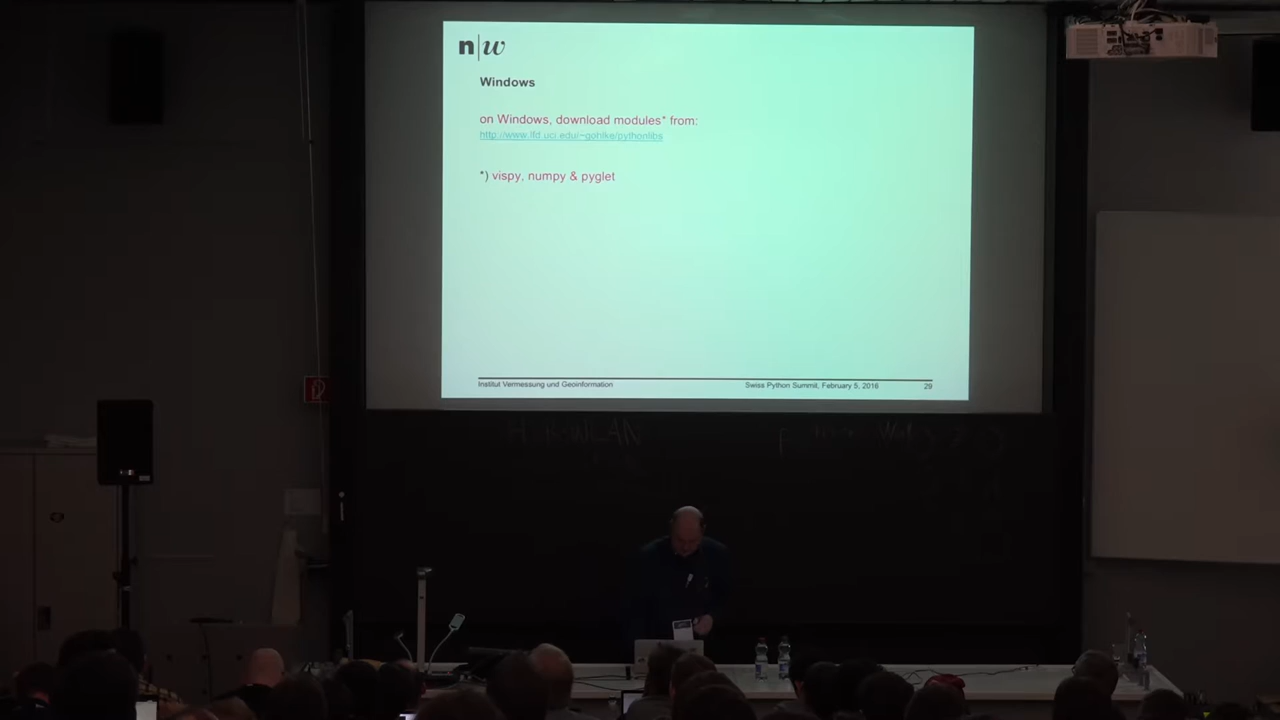 n|w
Windows
on Windows, download modules* from:
http://www.lfd.uci.edu/~gohlke/pythonlibs
*) vispy, numpy & pyglet
Institut Vermessung und Geoinformation
Swiss Python Summit, February 5, 2016
29